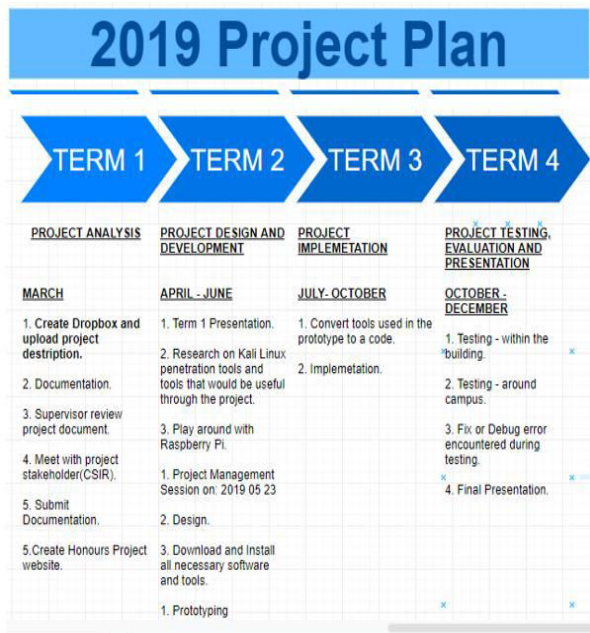 2019 Project Plan
TERM 1
TERM 2
TERM 3
TERM 4
PROJECT ANALYSIS
MARCH
1. Create Dropbox and
upload project
destription.
2. Documentation.
3. Supervisor review
project document.
4. Meet with project
stakeholder(CSIR).
5. Submit
Documentation.
5.Create Honours Project
website.
PROJECT DESIGN AND
DEVELOPMENT
APRIL - JUNE
1. Term 1 Presentation.
2. Research on Kali Linux
penetration tools and
tools that would be useful
through the project.
3. Play around with
Raspberry Pi.
1. Project Management
Session on: 2019 05 23
2. Design.
3. Download and Install
all necessary software
and tools.
1. Prototyping
PROJECT
IMPLEMETATION
JULY- OCTOBER
1. Convert tools used in the
prototype to a code.
2. Implemetation.
PROJECT TESTING,
EVALUATION AND
PRESENTATION
OCTOBER -
DECEMBER
1. Testing - within the
building.
2. Testing - around
campus.
3. Fix or Debug error
encountered during
testing.
4. Final Presentation.